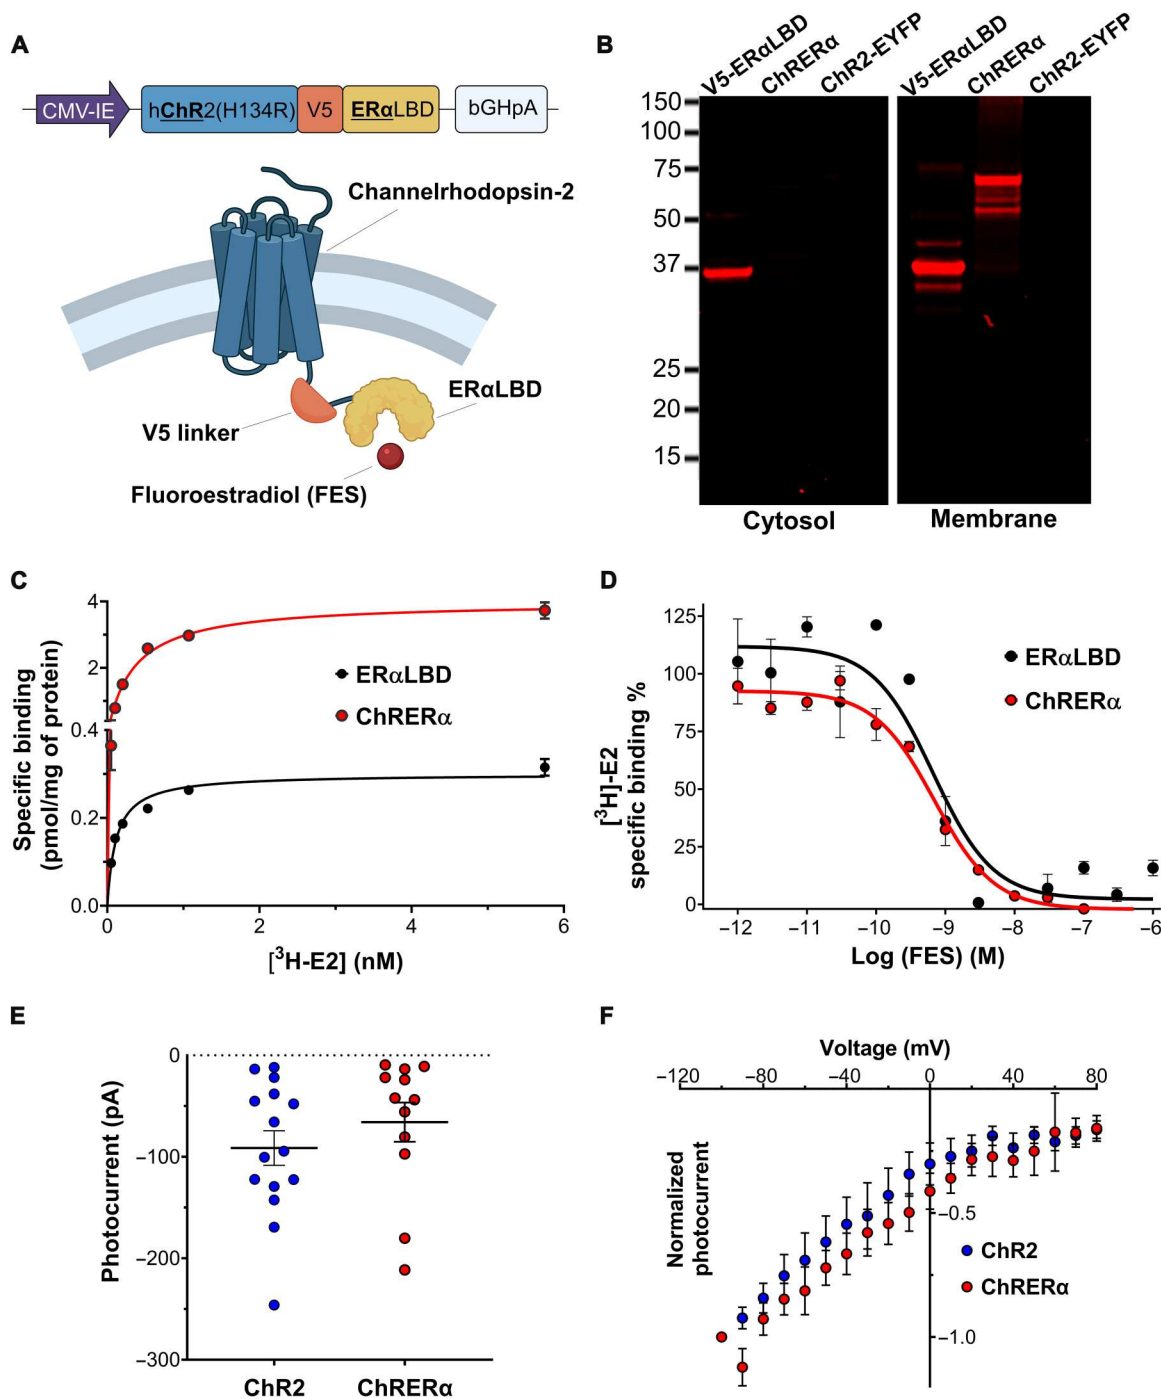 A
CMV-IE
hChR2(H134R)
V5
ERαLBD
bGHpA
Channelrhodopsin-2
ERαLBD
V5 linker
Fluoroestradiol (FES)
B
V5-ERαLBD
ChRERα
ChR2-EYFP
V5-ERαLBD
ChRERα
ChR2-EYFP
150
100
75
50
37
25
20
15
Cytosol
Membrane
C
Specific binding
(pmol/mg of protein)
4
2
0.4
0.2
0.0
0
2
4
6
[³H-E2] (nM)
ERαLBD
ChRERα
D
[³H]-E2
specific binding %
125
100
75
50
25
0
−12
−11
−10
−9
−8
−7
−6
Log (FES) (M)
ERαLBD
ChRERα
E
Photocurrent (pA)
0
−100
−200
−300
ChR2
ChRERα
F
Voltage (mV)
−120
−80
−40
0
40
80
Normalized
photocurrent
−0.5
−1.0
ChR2
ChRERα